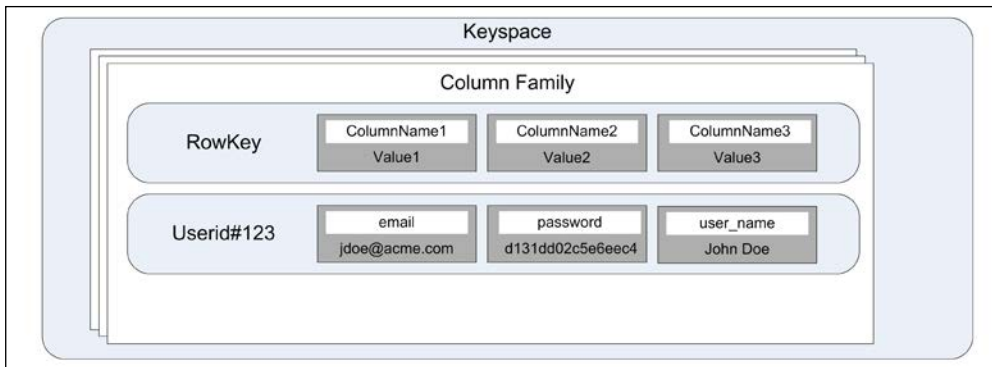 Keyspace
Column Family
RowKey
ColumnName1
Value1
ColumnName2
Value2
ColumnName3
Value3
Userid#123
email
jdoe@acme.com
password
d131dd02c5e6eec4
user_name
John Doe